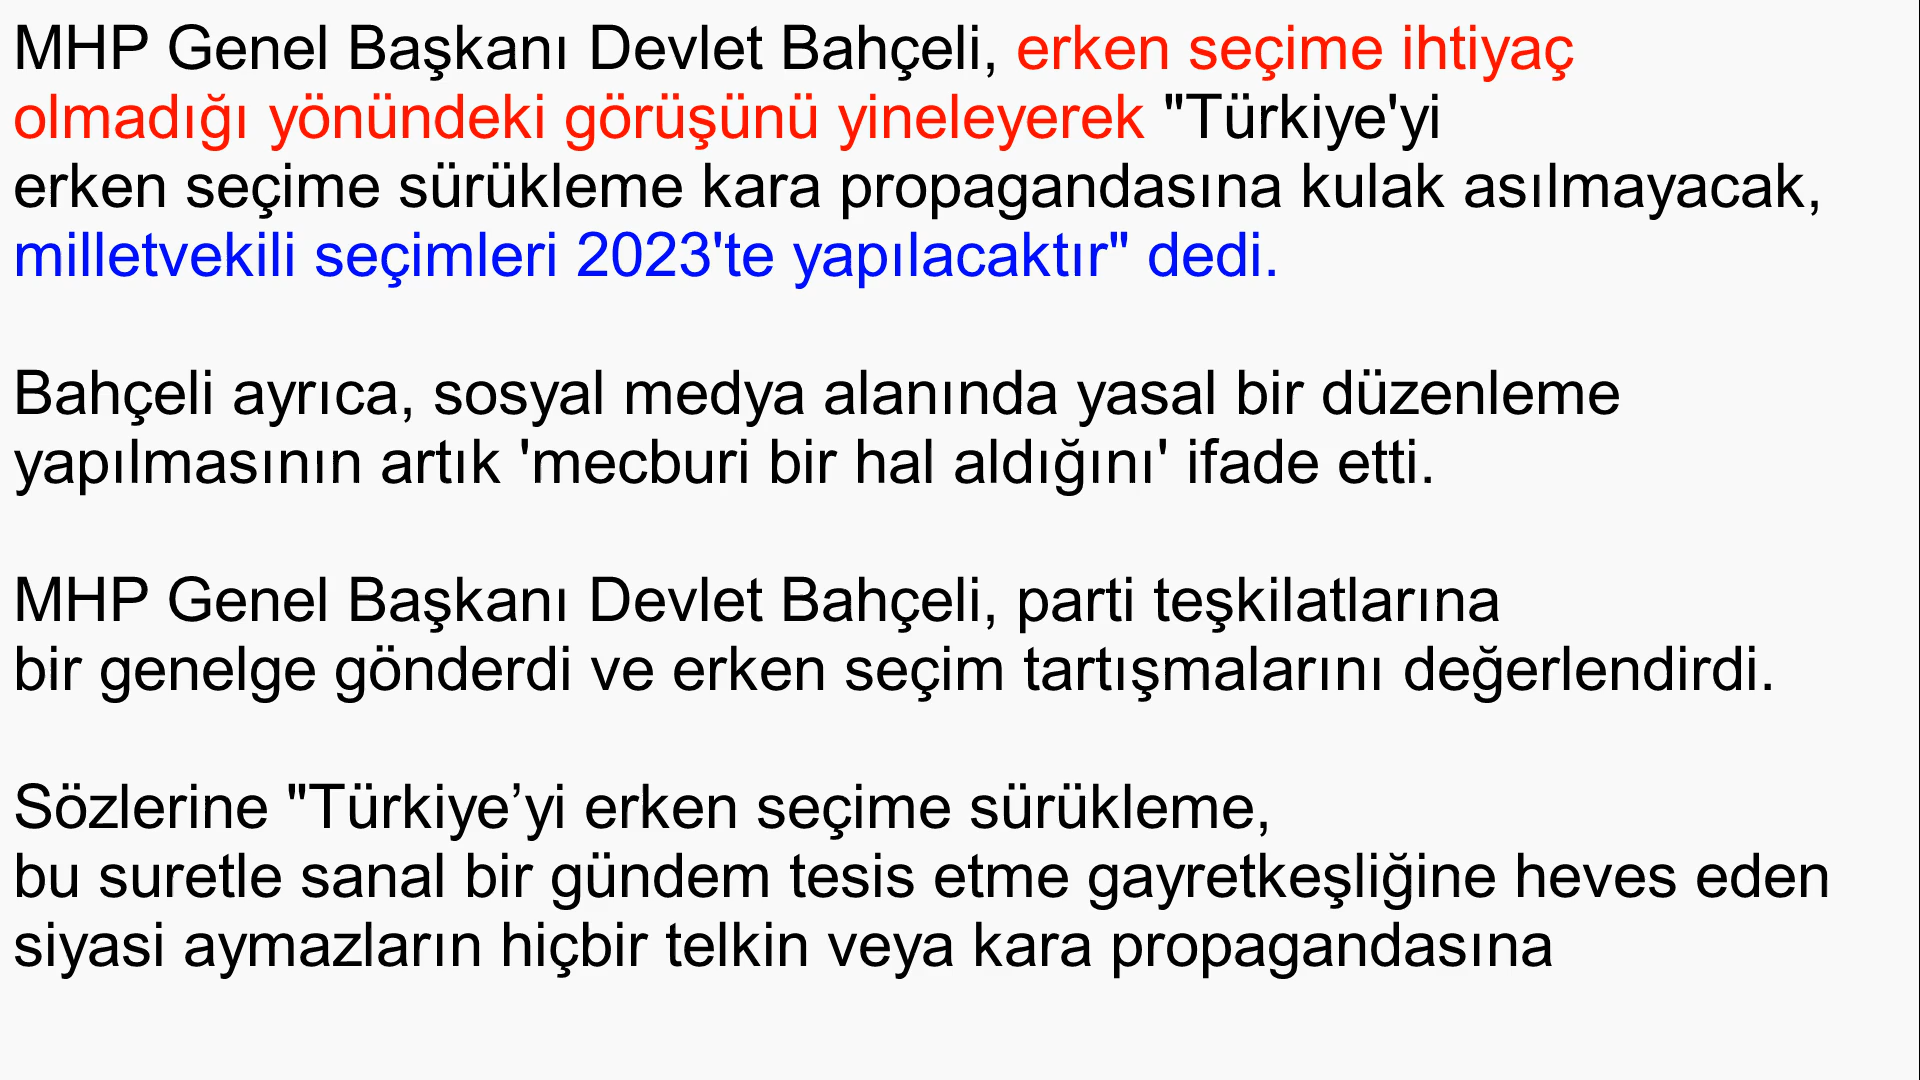 MHP Genel Başkanı Devlet Bahçeli, erken seçime ihtiyaç
olmadığı yönündeki görüşünü yineleyerek "Türkiye'yi
erken seçime sürükleme kara propagandasına kulak asılmayacak,
milletvekili seçimleri 2023'te yapılacaktır" dedi.
Bahçeli ayrıca, sosyal medya alanında yasal bir düzenleme
yapılmasının artık 'mecburi bir hal aldığını' ifade etti.
MHP Genel Başkanı Devlet Bahçeli, parti teşkilatlarına
bir genelge gönderdi ve erken seçim tartışmalarını değerlendirdi.
Sözlerine "Türkiye’yi erken seçime sürükleme,
bu suretle sanal bir gündem tesis etme gayretkeşliğine heves eden
siyasi aymazların hiçbir telkin veya kara propagandasına